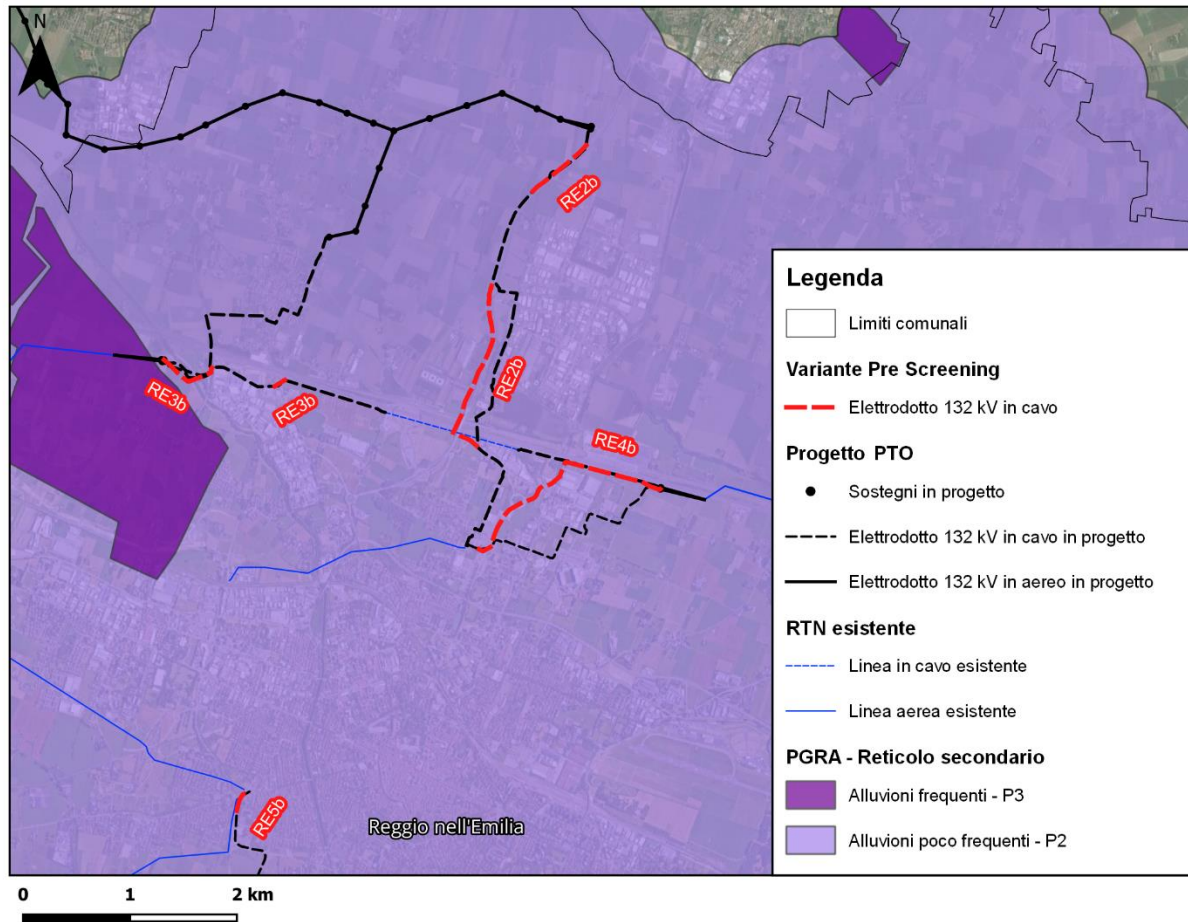 N
RE2b
RE2b
RE3b
RE3b
RE4b
RE5b
Reggio nell'Emilia
Legenda
Limiti comunali
Variante Pre Screening
Elettrodotto 132 kV in cavo
Progetto PTO
Sostegni in progetto
Elettrodotto 132 kV in cavo in progetto
Elettrodotto 132 kV in aereo in progetto
RTN esistente
Linea in cavo esistente
Linea aerea esistente
PGRA - Reticolo secondario
Alluvioni frequenti - P3
Alluvioni poco frequenti - P2
0 1 2 km